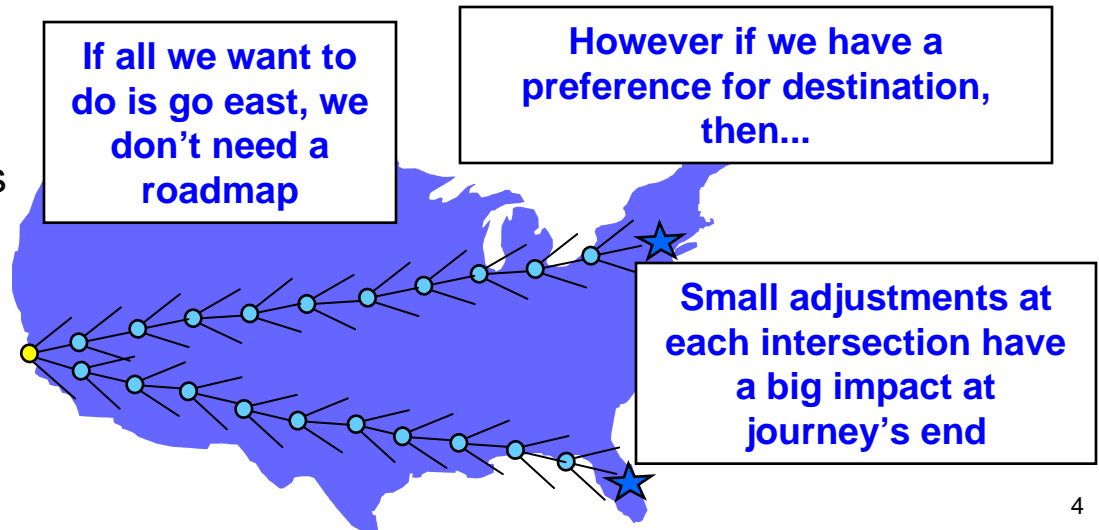 If all we want to
do is go east, we
don't need a
roadmap
However if we have a
preference for destination,
then...
s
Small adjustments at
each intersection have
a big impact at
journey's end
4